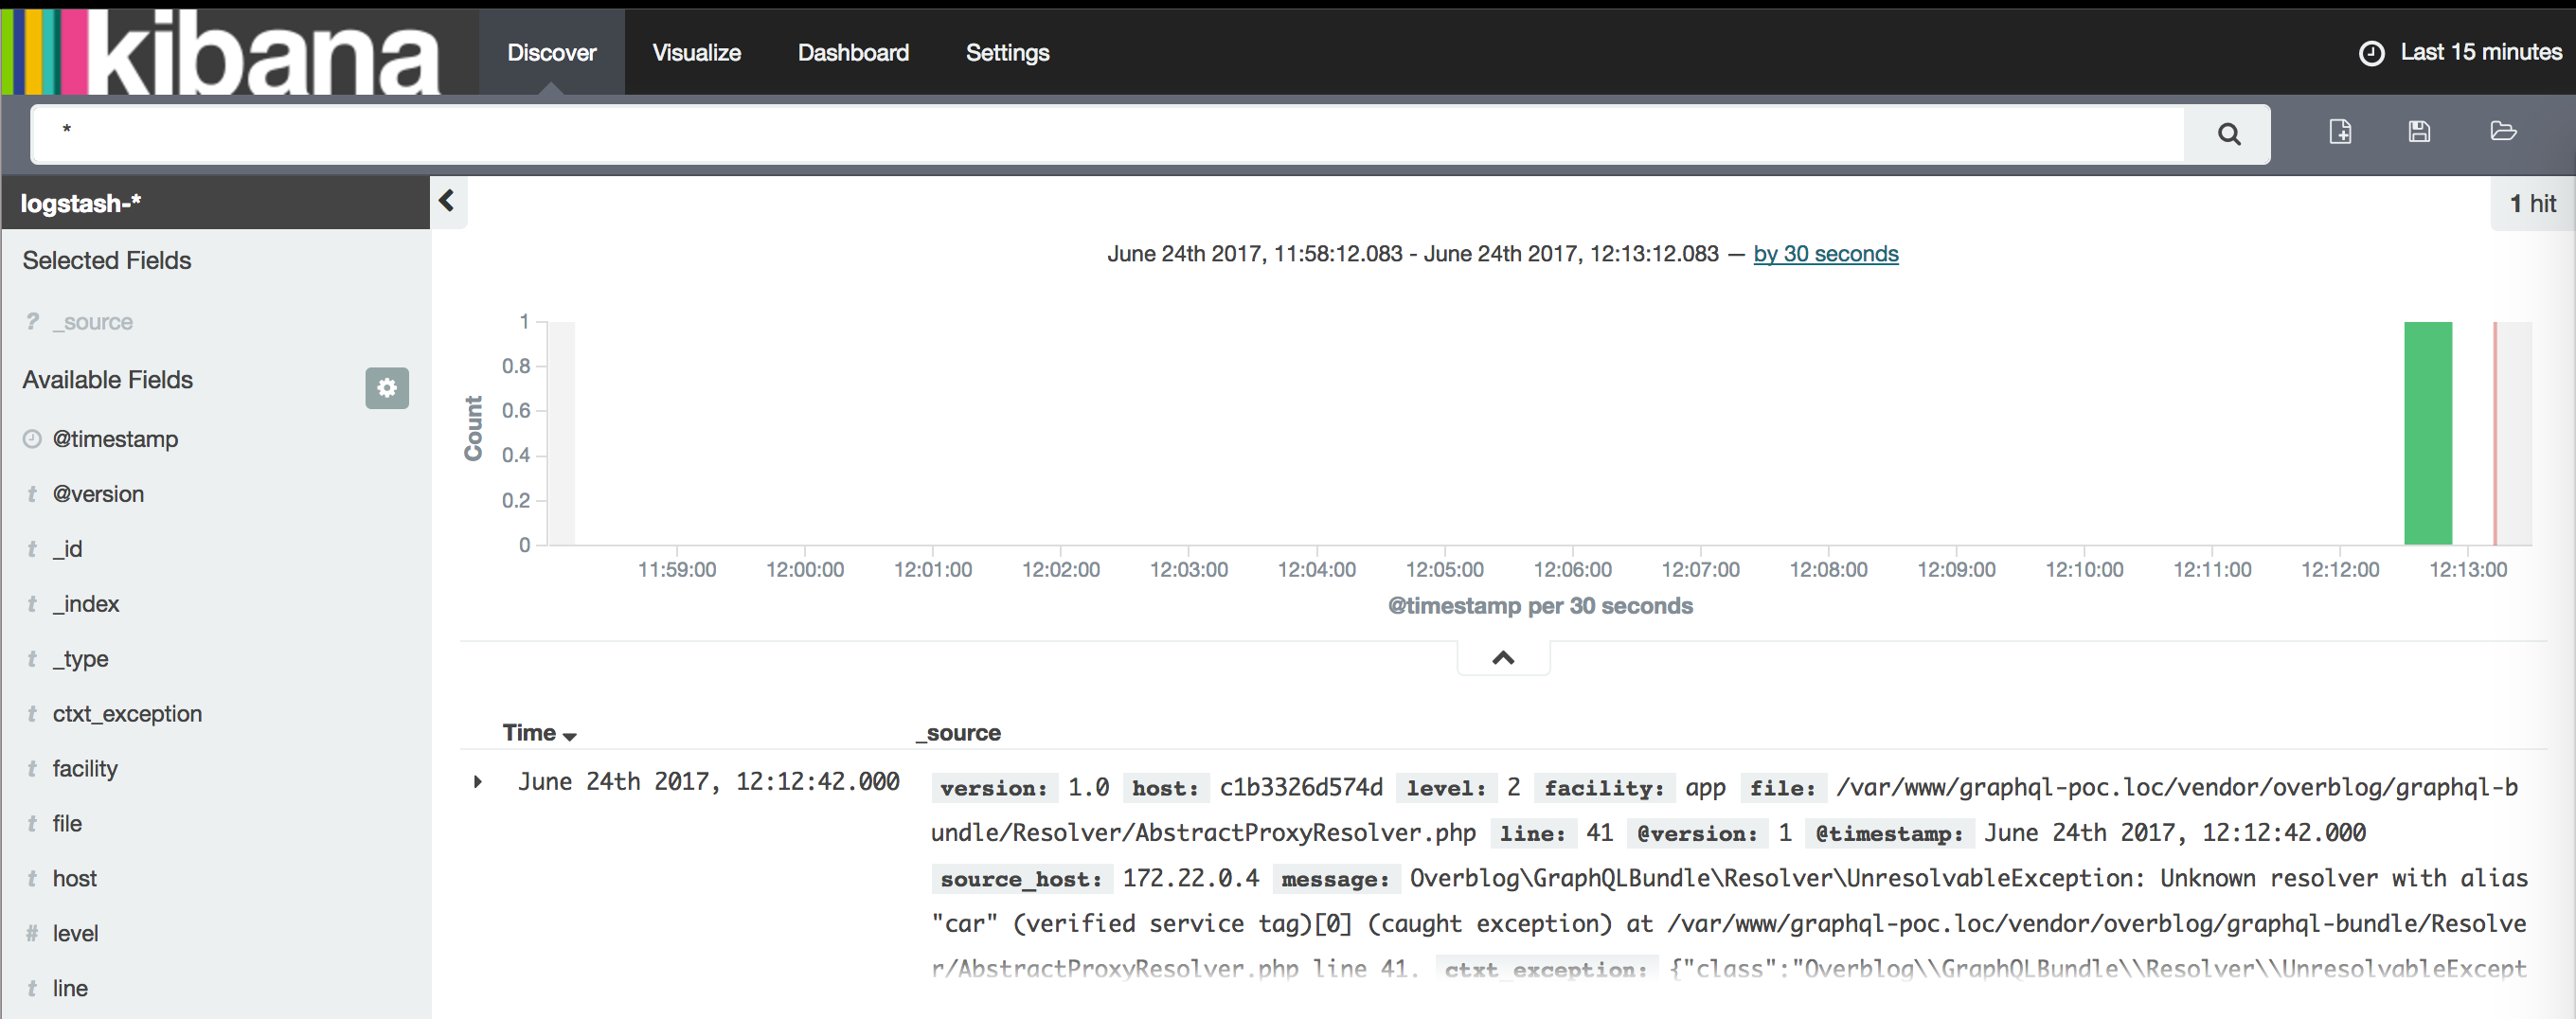 kibana Discover Visualize Dashboard Settings Last 15 minutes
*
logstash-*
1 hit
Selected Fields
? _source
Available Fields
@timestamp
t @version
t _id
t _index
t _type
t ctxt_exception
t facility
t file
t host
# level
t line
June 24th 2017, 11:58:12.083 - June 24th 2017, 12:13:12.083 — by 30 seconds
Count
1
0.8
0.6
0.4
0.2
0
11:59:00 12:00:00 12:01:00 12:02:00 12:03:00 12:04:00 12:05:00 12:06:00 12:07:00 12:08:00 12:09:00 12:10:00 12:11:00 12:12:00 12:13:00
@timestamp per 30 seconds
Time _source
June 24th 2017, 12:12:42.000 version: 1.0 host: c1b3326d574d level: 2 facility: app file: /var/www/graphql-poc.loc/vendor/overblog/graphql-b
undle/Resolver/AbstractProxyResolver.php line: 41 @version: 1 @timestamp: June 24th 2017, 12:12:42.000
source_host: 172.22.0.4 message: Overblog\GraphQLBundle\Resolver\UnresolvableException: Unknown resolver with alias
"car" (verified service tag)[0] (caught exception) at /var/www/graphql-poc.loc/vendor/overblog/graphql-bundle/Resolve
r/AbstractProxyResolver.php line 41. ctxt_exception: {"class":"Overblog\\GraphQLBundle\\Resolver\\UnresolvableExcept